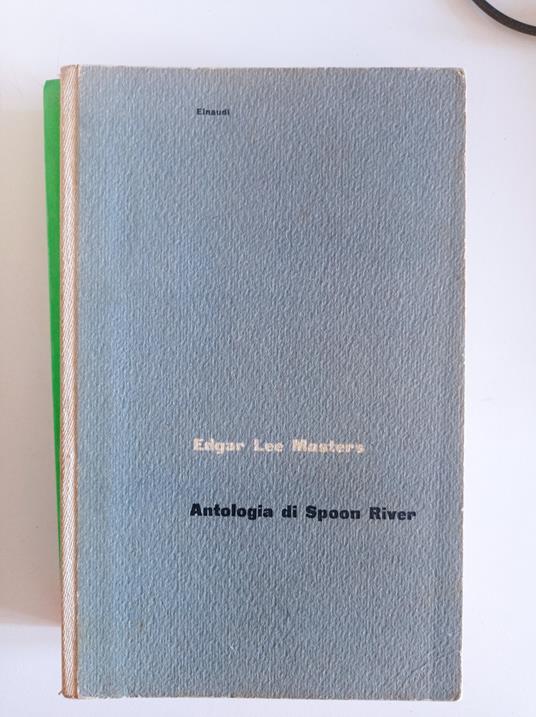 Einaudi
Edgar Lee Masters
Antologia di Spoon River